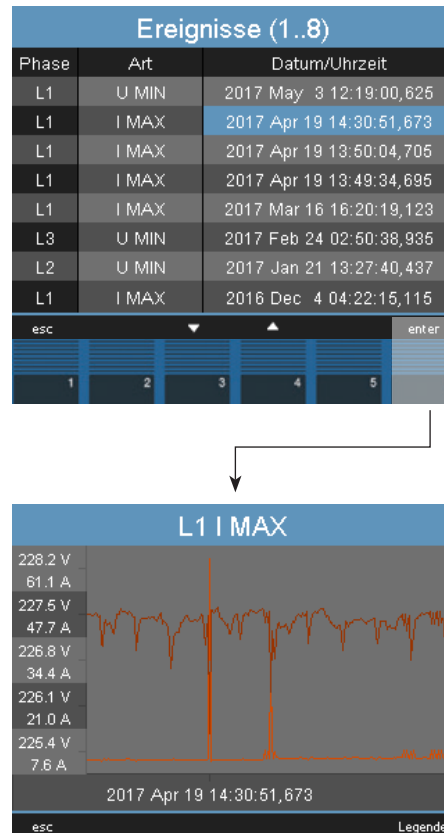 Ereignisse (1..8)
Phase Art Datum/Uhrzeit
L1 U MIN 2017 May 3 12:19:00,625
L1 I MAX 2017 Apr 19 14:30:51,673
L1 I MAX 2017 Apr 19 13:50:04,705
L1 I MAX 2017 Apr 19 13:49:34,695
L1 I MAX 2017 Mar 16 16:20:19,123
L3 U MIN 2017 Feb 24 02:50:38,935
L2 U MIN 2017 Jan 21 13:27:40,437
L1 I MAX 2016 Dec 4 04:22:15,115
esc enter
1 2 3 4 5
L1 I MAX
228.2 V
61.1 A
227.5 V
47.7 A
226.8 V
34.4 A
226.1 V
21.0 A
225.4 V
7.6 A
2017 Apr 19 14:30:51,673
esc Legende